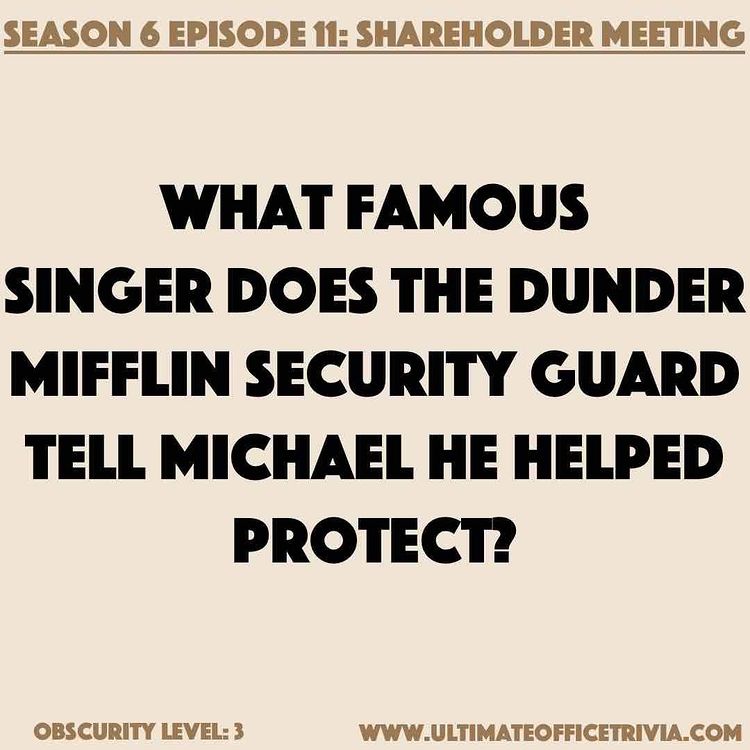 SEASON 6 EPISODE 11: SHAREHOLDER MEETING
WHAT FAMOUS
SINGER DOES THE DUNDER
MIFFLIN SECURITY GUARD
TELL MICHAEL HE HELPED
PROTECT?
OBSCURITY LEVEL: 3
WWW.ULTIMATEOFFICETRIVIA.COM